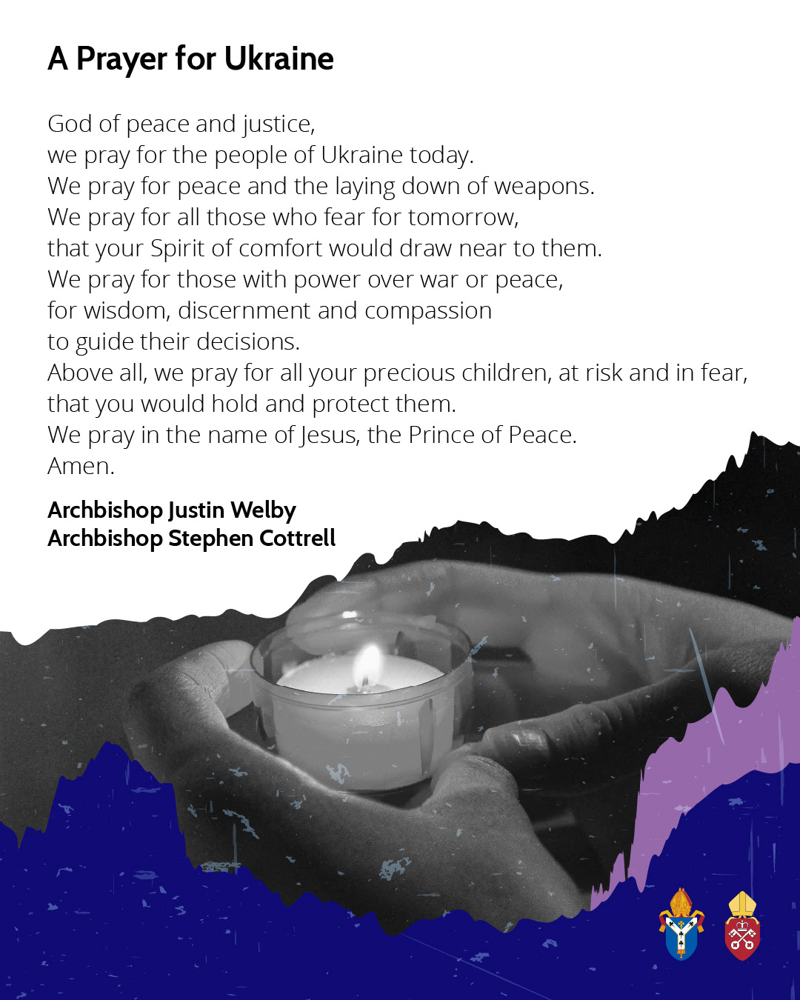 A Prayer for Ukraine
God of peace and justice,
we pray for the people of Ukraine today.
We pray for peace and the laying down of weapons.
We pray for all those who fear for tomorrow,
that your Spirit of comfort would draw near to them.
We pray for those with power over war or peace,
for wisdom, discernment and compassion
to guide their decisions.
Above all, we pray for all your precious children, at risk and in fear,
that you would hold and protect them.
We pray in the name of Jesus, the Prince of Peace.
Amen.
Archbishop Justin Welby
Archbishop Stephen Cottrell